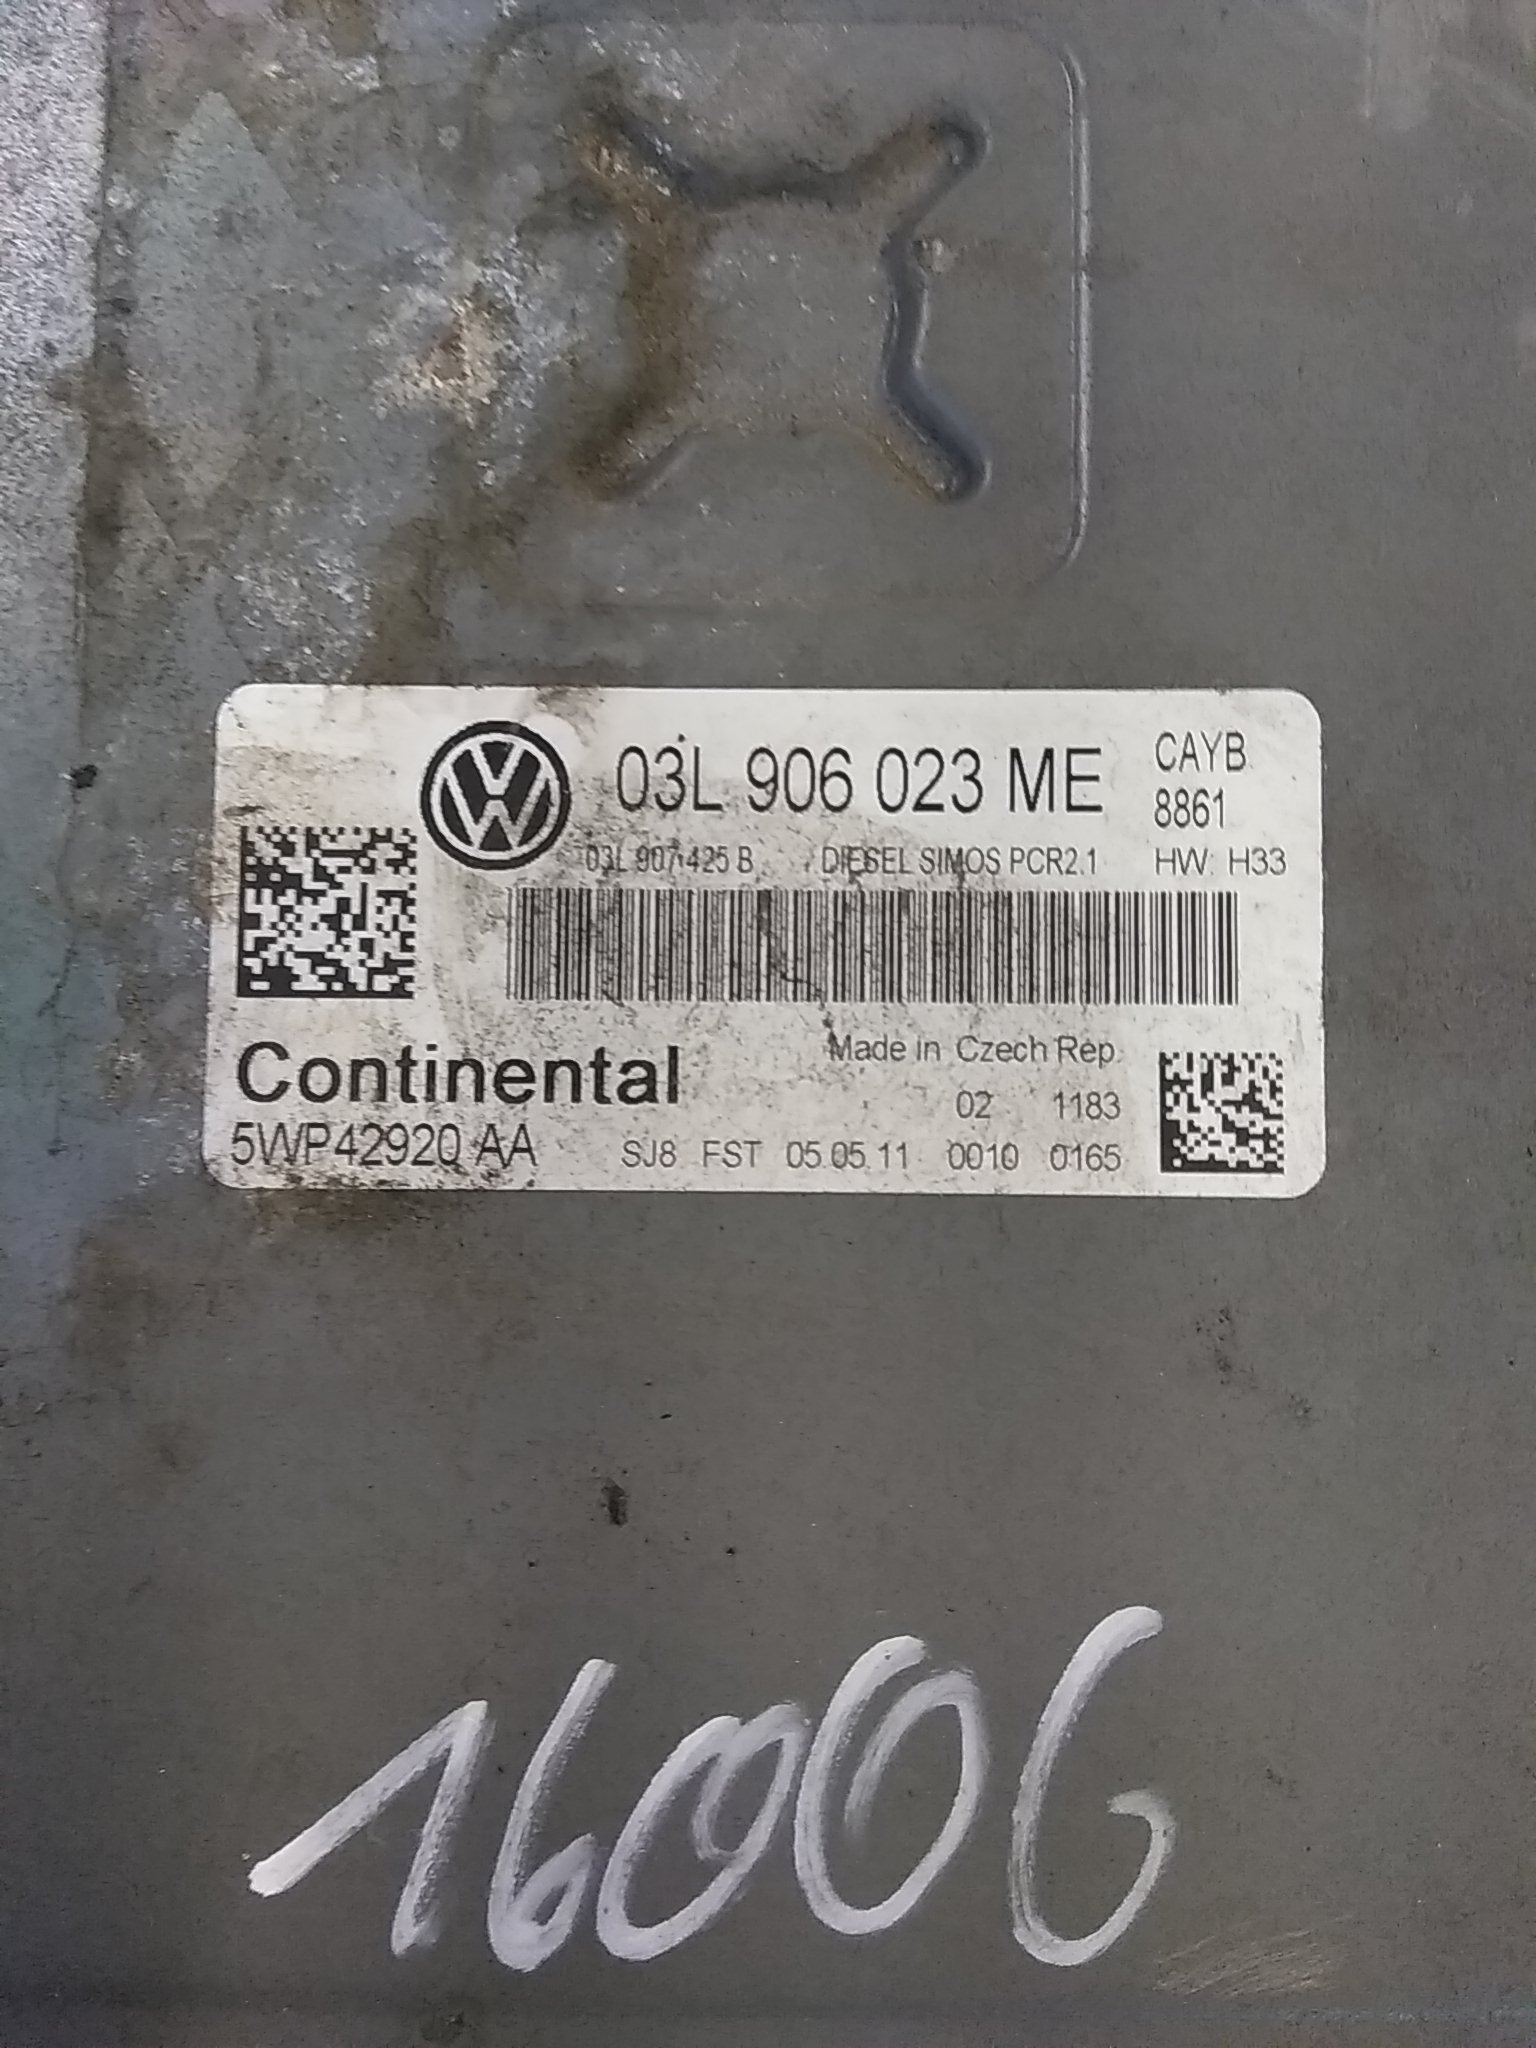 03L 906 023 ME
CAYB
8861
03L 907 425 B DIESEL SIMOS PCR2.1 HW: H33
Made in Czech Rep.
Continental
02 1183
5WP42920 AA SJ8 FST 05.05.11 0010 0165
16006